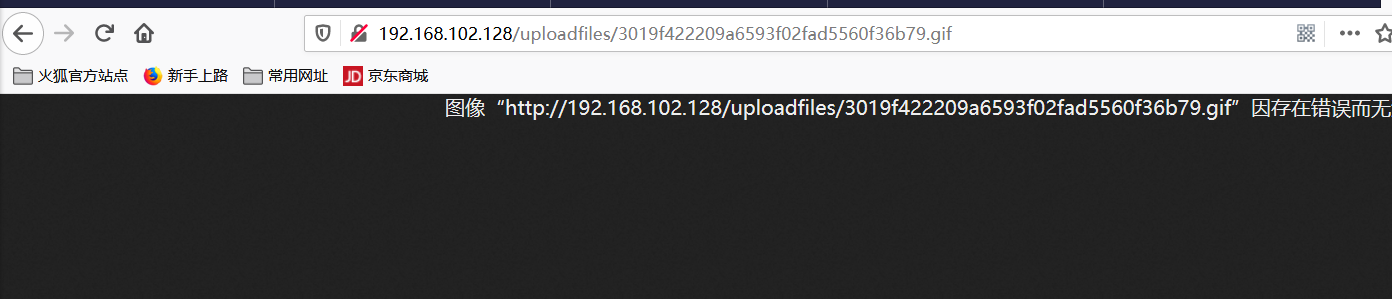 192.168.102.128/uploadfiles/3019f422209a6593f02fad5560f36b79.gif
火狐官方站点 新手上路 常用网址 JD 京东商城
图像“http://192.168.102.128/uploadfiles/3019f422209a6593f02fad5560f36b79.gif”因存在错误而无